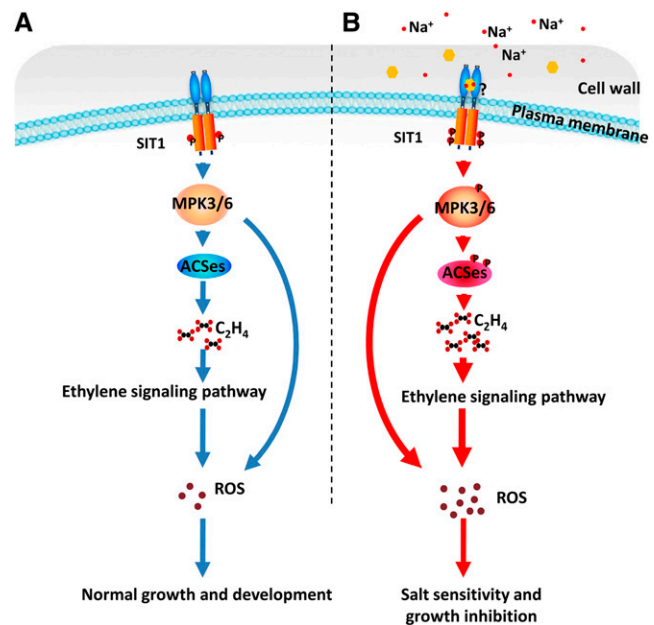 A
B
Na⁺
Na⁺
Na⁺
Cell wall
?
Plasma membrane
SIT1
P
P
SIT1
P
P
P
P
MPK3/6
P
MPK3/6
ACSes
P
P
ACSes
C₂H₄
C₂H₄
Ethylene signaling pathway
Ethylene signaling pathway
ROS
ROS
Normal growth and development
Salt sensitivity and
growth inhibition